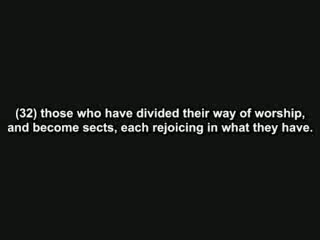 (32) those who have divided their way of worship,
and become sects, each rejoicing in what they have.